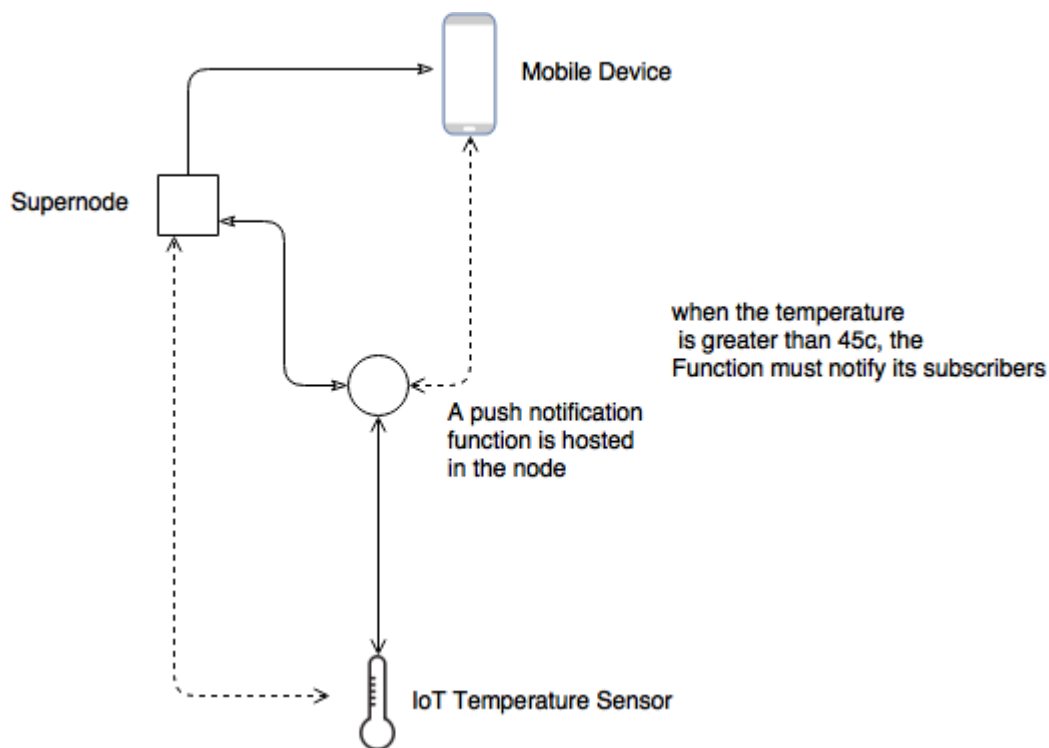 Mobile Device
Supernode
when the temperature
is greater than 45c, the
Function must notify its subscribers
A push notification
function is hosted
in the node
IoT Temperature Sensor